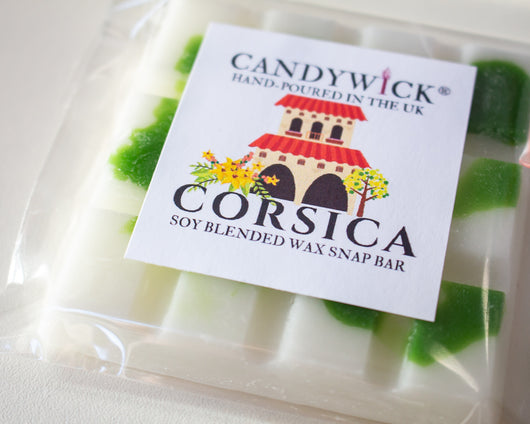 CANDYWICK®
HAND-POURED IN THE UK
CORSICA
SOY BLENDED WAX SNAP BAR